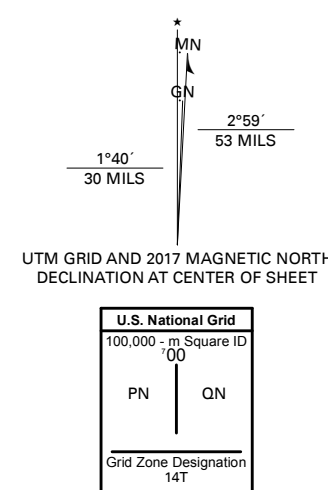 ★
MN
GN
2°59´
53 MILS
1°40´
30 MILS
UTM GRID AND 2017 MAGNETIC NORTH
DECLINATION AT CENTER OF SHEET
U.S. National Grid
100,000 - m Square ID
⁷00
PN QN
Grid Zone Designation
14T